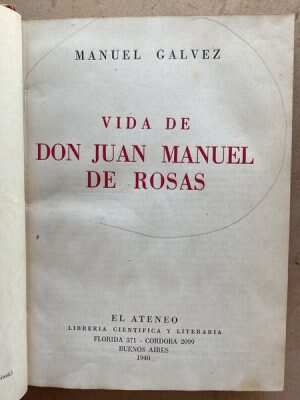 MANUEL GALVEZ
VIDA DE
DON JUAN MANUEL
DE ROSAS
EL ATENEO
LIBRERIA CIENTIFICA Y LITERARIA
FLORIDA 371 - CORDOBA 2099
BUENOS AIRES
1940